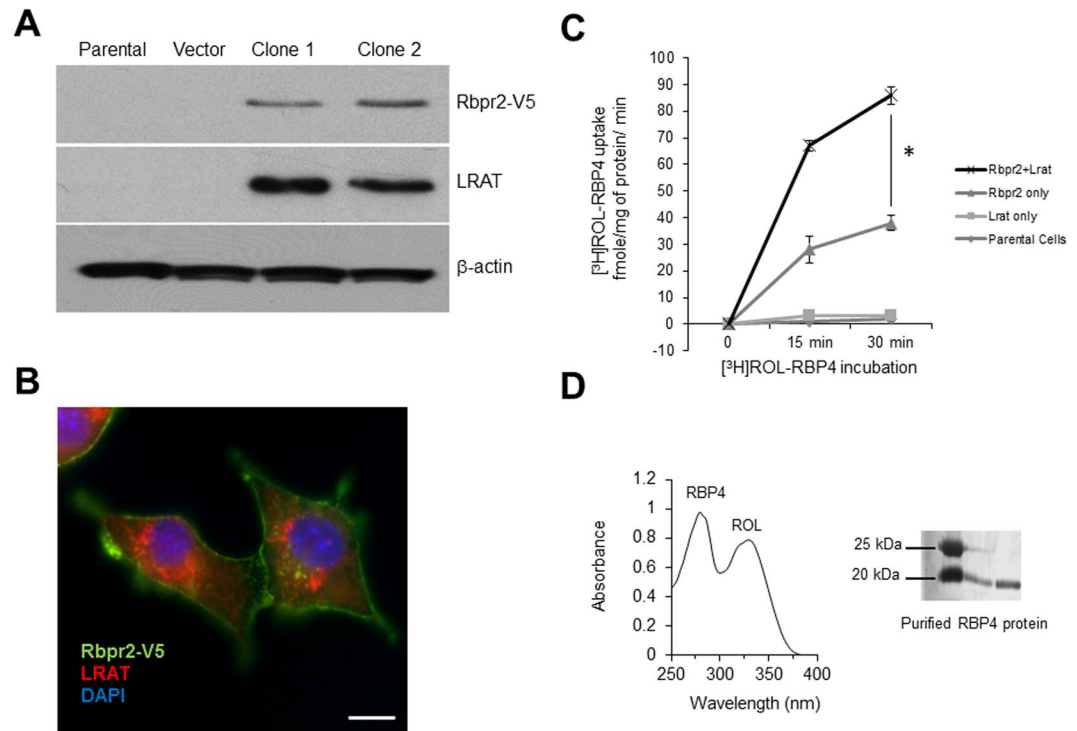 A
Parental Vector Clone 1 Clone 2
Rbpr2-V5
LRAT
β-actin
B
Rbpr2-V5
LRAT
DAPI
C
[³H]ROL-RBP4 uptake
fmole/mg of protein/ min
100
90
80
70
60
50
40
30
20
10
0
-10
0 15 min 30 min
[³H]ROL-RBP4 incubation
*
Rbpr2+Lrat
Rbpr2 only
Lrat only
Parental Cells
D
Absorbance
1.2
1
0.8
0.6
0.4
0.2
0
RBP4
ROL
250 300 350 400
Wavelength (nm)
25 kDa
20 kDa
Purified RBP4 protein